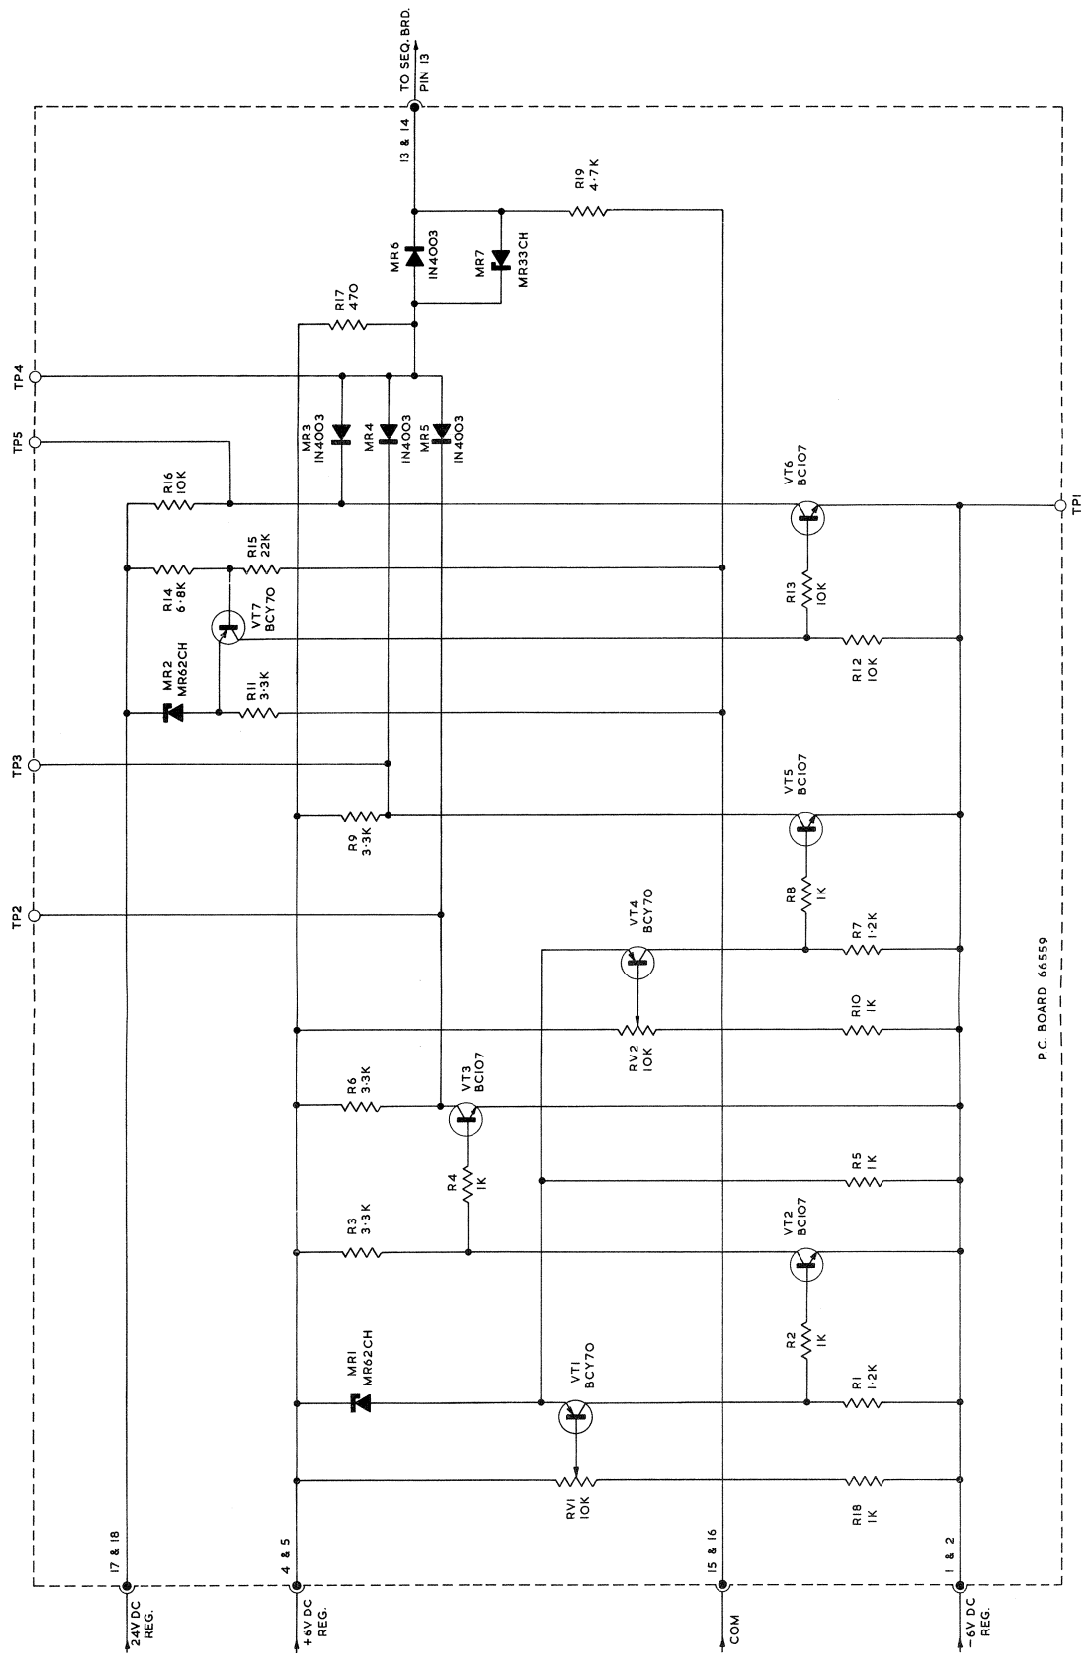 TO SEQ. BRD.
PIN 13
13 & 14
R19
4·7K
MR6
IN4003
MR7
MR33CH
R17
470
TP4
TP5
MR3
IN4003
MR4
IN4003
MR5
IN4003
R16
10K
VT6
BC107
TP1
R14
6·8K
R15
22K
VT7
BCY70
R13
10K
R12
10K
MR2
MR62CH
R11
3·3K
TP3
R9
3·3K
VT5
BC107
R8
1K
TP2
VT4
BCY70
R7
1·2K
RV2
10K
R10
1K
P.C. BOARD 66559
R6
3·3K
VT3
BC107
R4
1K
R5
1K
R3
3·3K
VT2
BC107
R2
1K
MR1
MR62CH
VT1
BCY70
R1
1·2K
RV1
10K
R18
1K
17 & 18
4 & 5
15 & 16
1 & 2
24V DC
REG.
+6V DC
REG.
COM
-6V DC
REG.